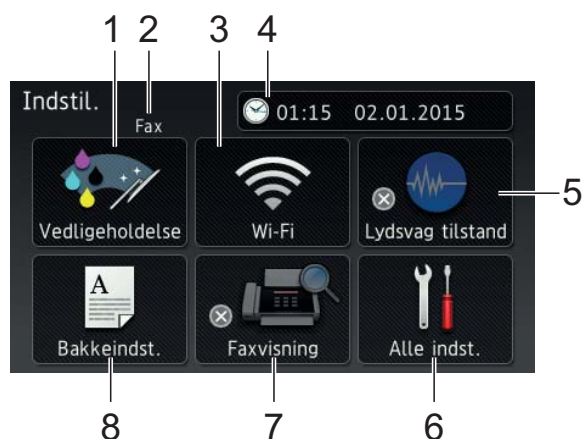 1 2 3 4
Indstil.
Fax
01:15 02.01.2015
Vedligeholdelse Wi-Fi Lydsvag tilstand
5
A
Bakkeindst. Faxvisning Alle indst.
8 7 6